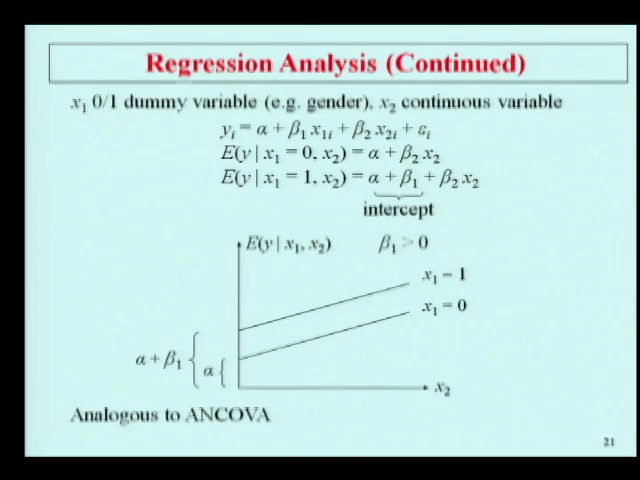 Regression Analysis (Continued)
x₁ 0/1 dummy variable (e.g. gender), x₂ continuous variable
yᵢ = α + β₁ x₁ᵢ + β₂ x₂ᵢ + εᵢ
E(y | x₁ = 0, x₂) = α + β₂ x₂
E(y | x₁ = 1, x₂) = α + β₁ + β₂ x₂
intercept
E(y | x₁, x₂) β₁ > 0
x₁ = 1
x₁ = 0
α + β₁
α
x₂
Analogous to ANCOVA
21